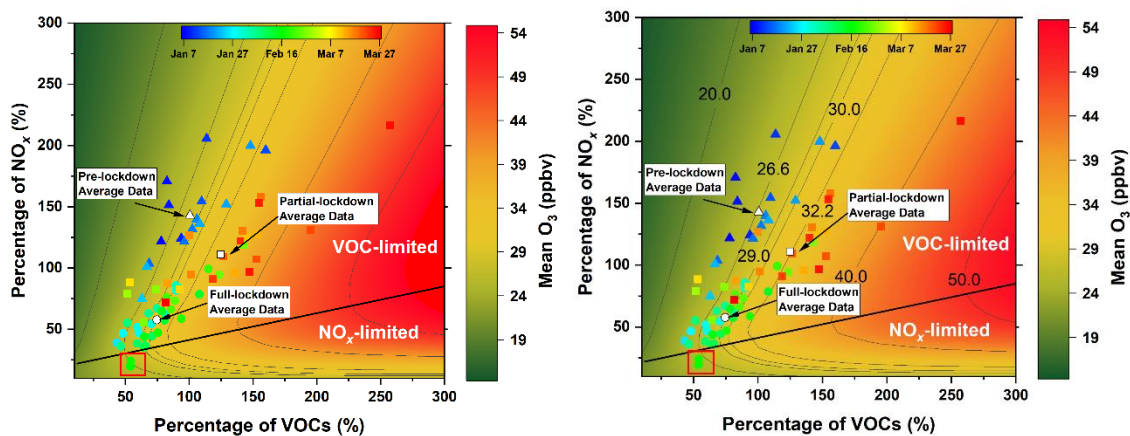 300
250
200
150
100
50
Percentage of NOx (%)
Jan 7
Jan 27
Feb 16
Mar 7
Mar 27
Pre-lockdown
Average Data
Partial-lockdown
Average Data
VOC-limited
Full-lockdown
Average Data
NOx-limited
50
100
150
200
250
300
Percentage of VOCs (%)
54
49
44
39
34
29
24
19
Mean O3 (ppbv)
300
250
200
150
100
50
Percentage of NOx (%)
Jan 7
Jan 27
Feb 16
Mar 7
Mar 27
20.0
30.0
26.6
Pre-lockdown
Average Data
32.2
Partial-lockdown
Average Data
29.0
VOC-limited
40.0
50.0
Full-lockdown
Average Data
NOx-limited
50
100
150
200
250
300
Percentage of VOCs (%)
54
49
44
39
34
29
24
19
Mean O3 (ppbv)